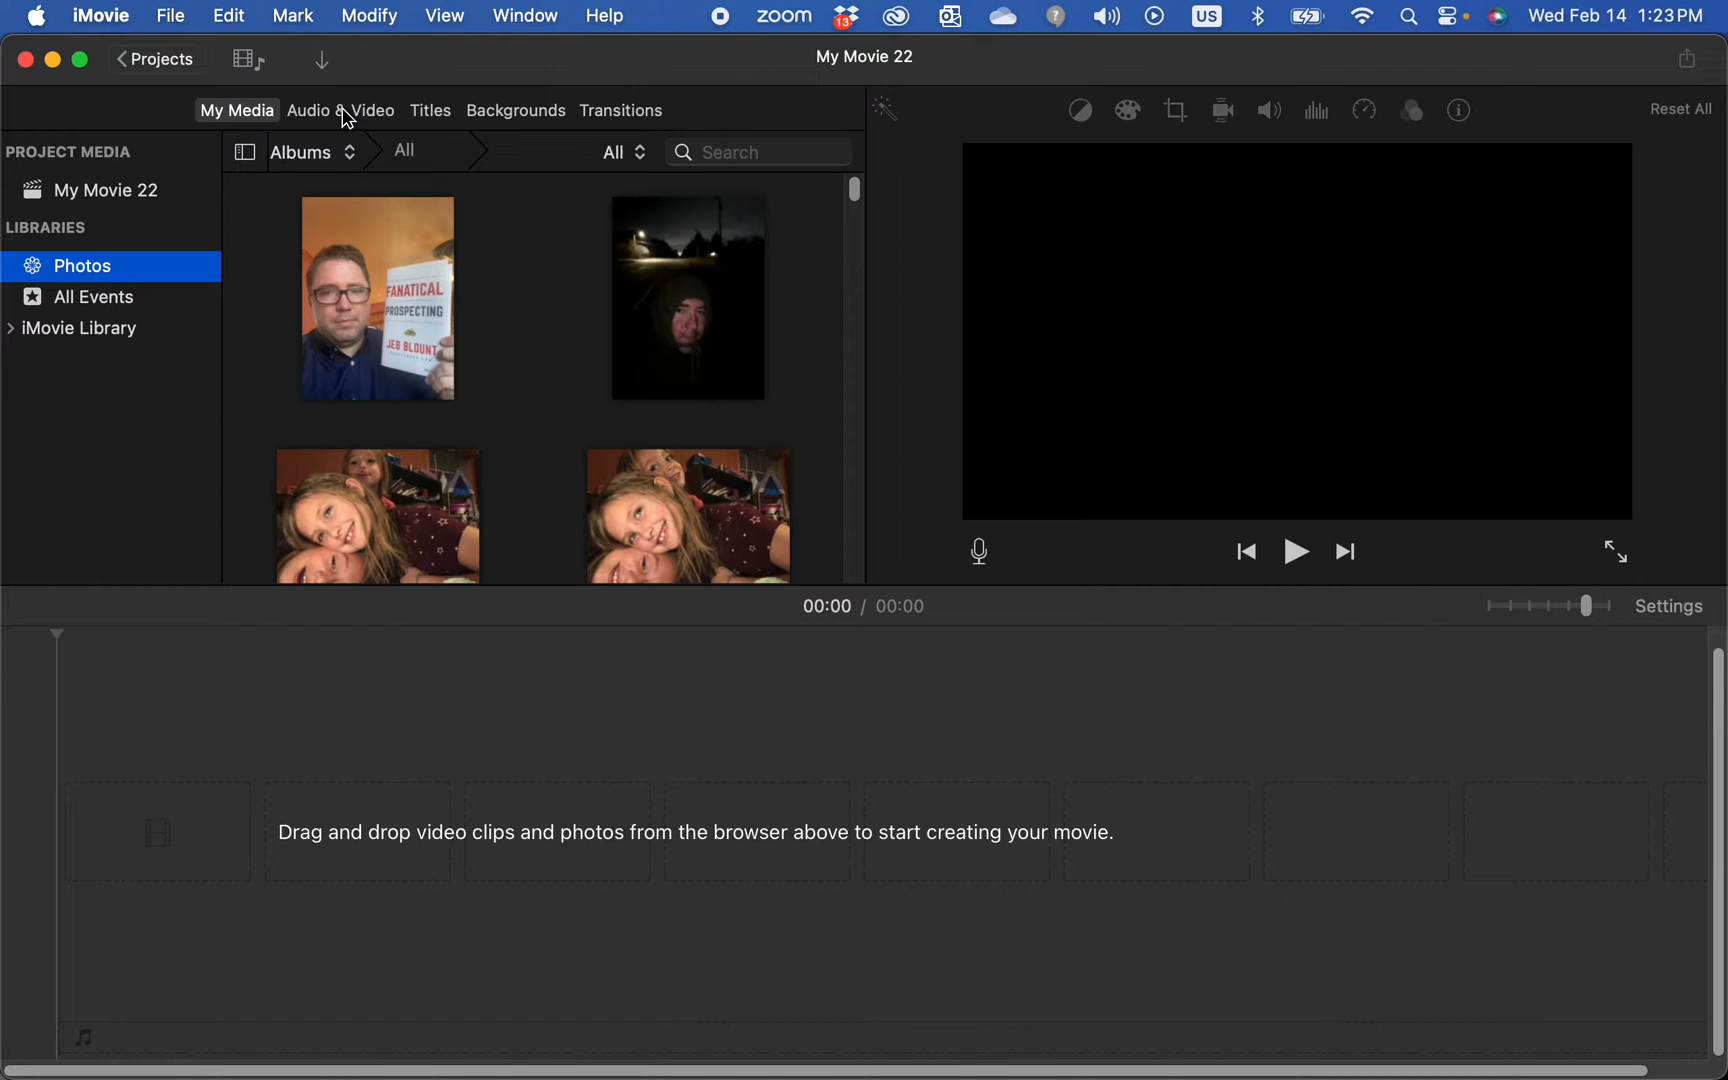 iMovie File Edit Mark Modify View Window Help zoom 13 US Wed Feb 14 1:23 PM
Projects My Movie 22
My Media Audio & Video Titles Backgrounds Transitions Reset All
PROJECT MEDIA Albums All All Search
My Movie 22
LIBRARIES
Photos
All Events
iMovie Library
FANATICAL
PROSPECTING
JEB BLOUNT
00:00 / 00:00 Settings
Drag and drop video clips and photos from the browser above to start creating your movie.